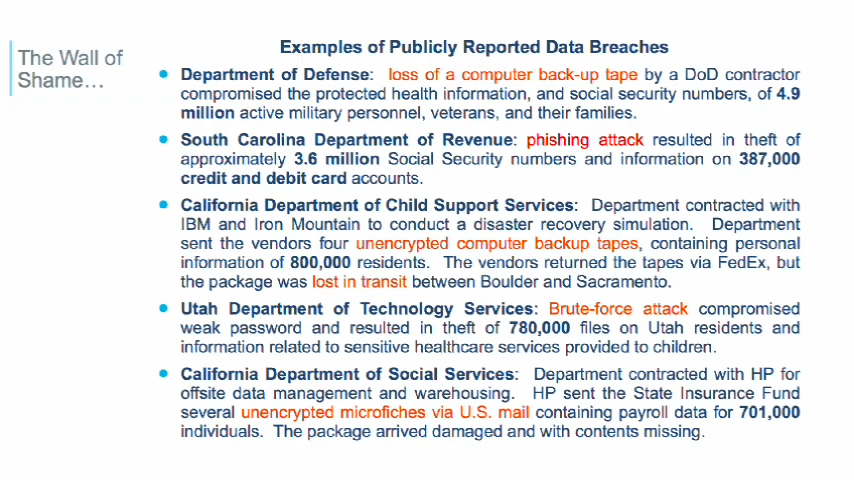 The Wall of
Shame...
Examples of Publicly Reported Data Breaches
• Department of Defense: loss of a computer back-up tape by a DoD contractor
compromised the protected health information, and social security numbers, of 4.9
million active military personnel, veterans, and their families.
• South Carolina Department of Revenue: phishing attack resulted in theft of
approximately 3.6 million Social Security numbers and information on 387,000
credit and debit card accounts.
• California Department of Child Support Services: Department contracted with
IBM and Iron Mountain to conduct a disaster recovery simulation. Department
sent the vendors four unencrypted computer backup tapes, containing personal
information of 800,000 residents. The vendors returned the tapes via FedEx, but
the package was lost in transit between Boulder and Sacramento.
• Utah Department of Technology Services: Brute-force attack compromised
weak password and resulted in theft of 780,000 files on Utah residents and
information related to sensitive healthcare services provided to children.
• California Department of Social Services: Department contracted with HP for
offsite data management and warehousing. HP sent the State Insurance Fund
several unencrypted microfiches via U.S. mail containing payroll data for 701,000
individuals. The package arrived damaged and with contents missing.